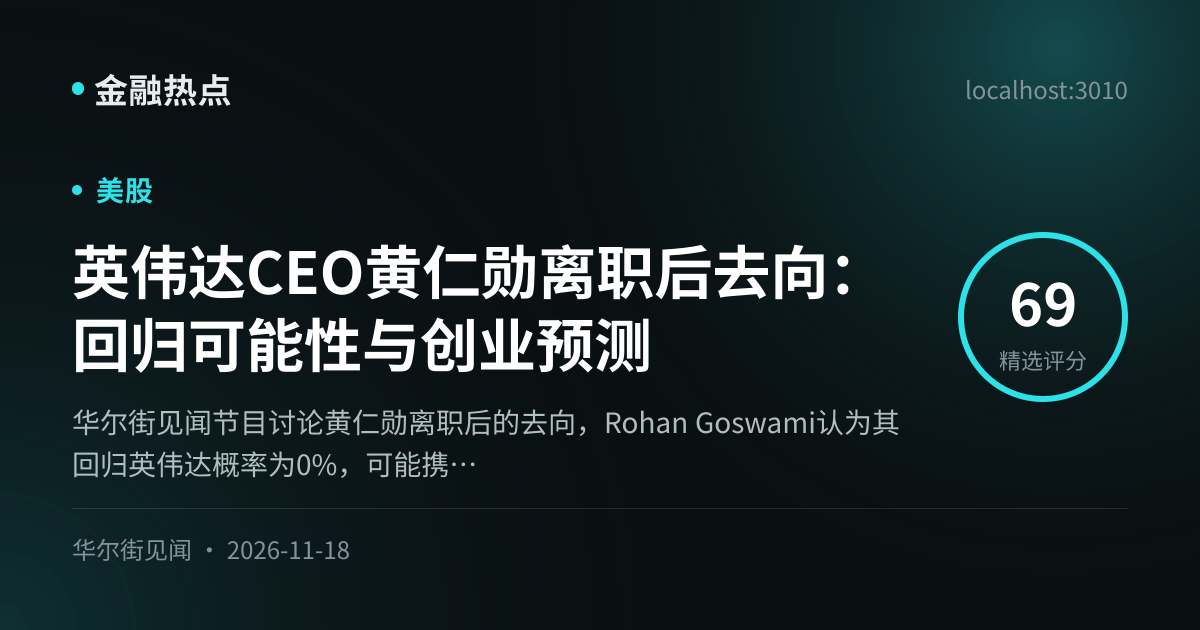 金融热点
localhost:3010
美股
英伟达CEO黄仁勋离职后去向：
回归可能性与创业预测
69
精选评分
华尔街见闻节目讨论黄仁勋离职后的去向，Rohan Goswami认为其
回归英伟达概率为0%，可能携…
华尔街见闻 · 2026-11-18